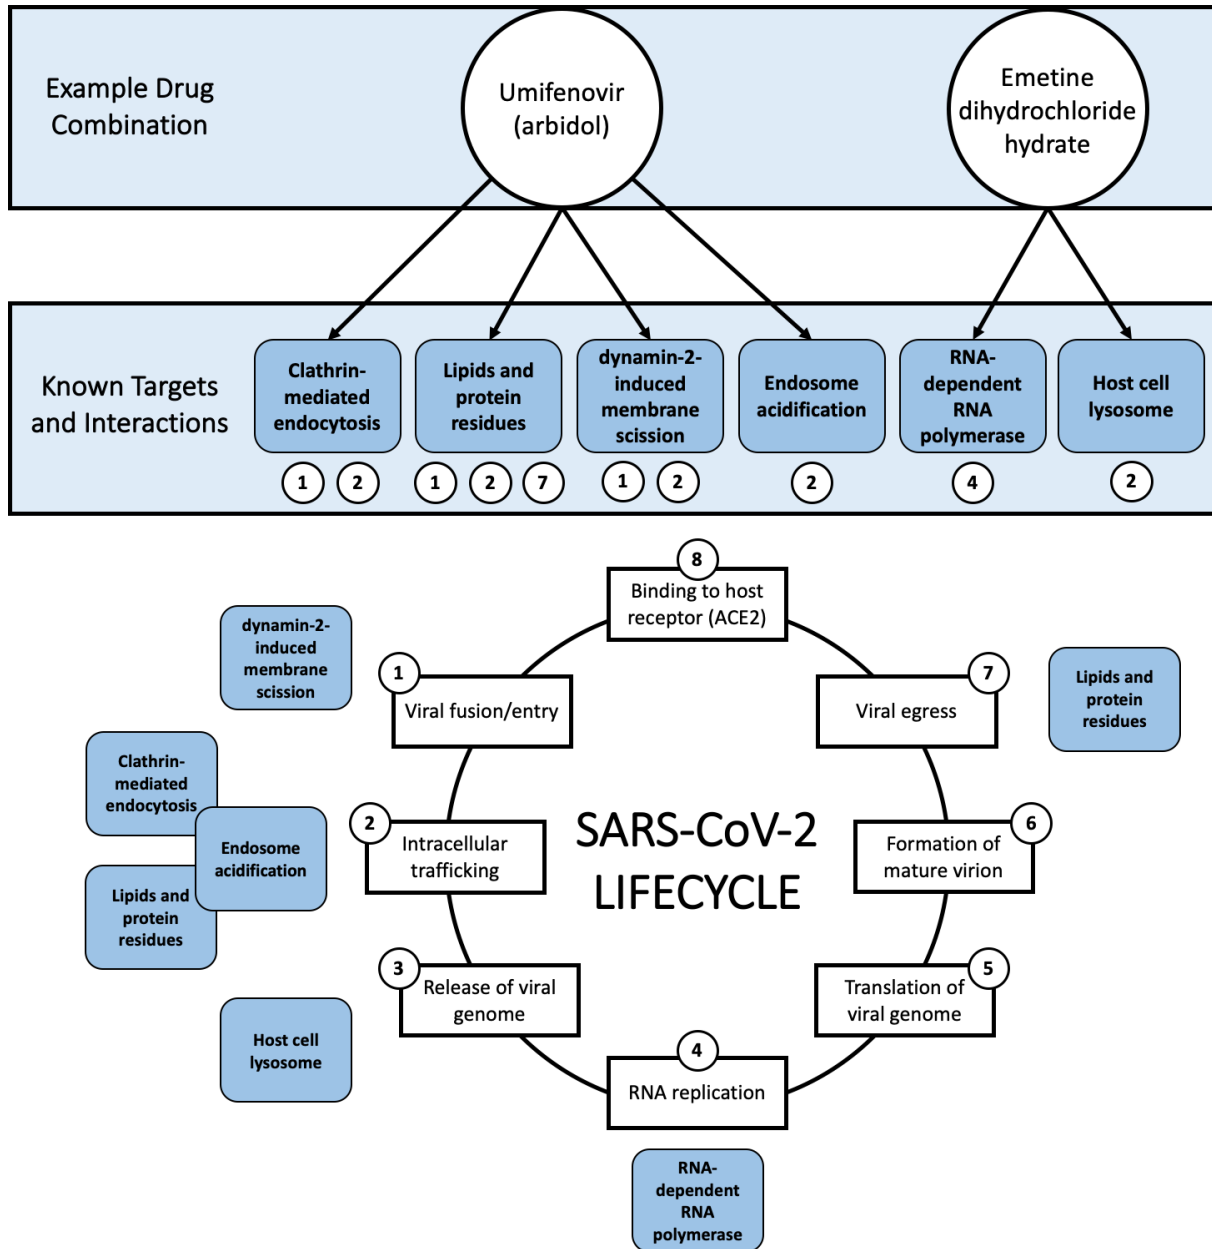 Example Drug
Combination
Umifenovir
(arbidol)
Emetine
dihydrochloride
hydrate
Known Targets
and Interactions
Clathrin-
mediated
endocytosis
Lipids and
protein
residues
dynamin-2-
induced
membrane
scission
Endosome
acidification
RNA-
dependent
RNA
polymerase
Host cell
lysosome
1 2
1 2 7
1 2
2
4
2
8
Binding to host
receptor (ACE2)
dynamin-2-
induced
membrane
scission
1
Viral fusion/entry
7
Viral egress
Lipids and
protein
residues
Clathrin-
mediated
endocytosis
Endosome
acidification
Lipids and
protein
residues
2
Intracellular
trafficking
SARS-CoV-2
LIFECYCLE
6
Formation of
mature virion
3
Release of viral
genome
5
Translation of
viral genome
Host cell
lysosome
4
RNA replication
RNA-
dependent
RNA
polymerase